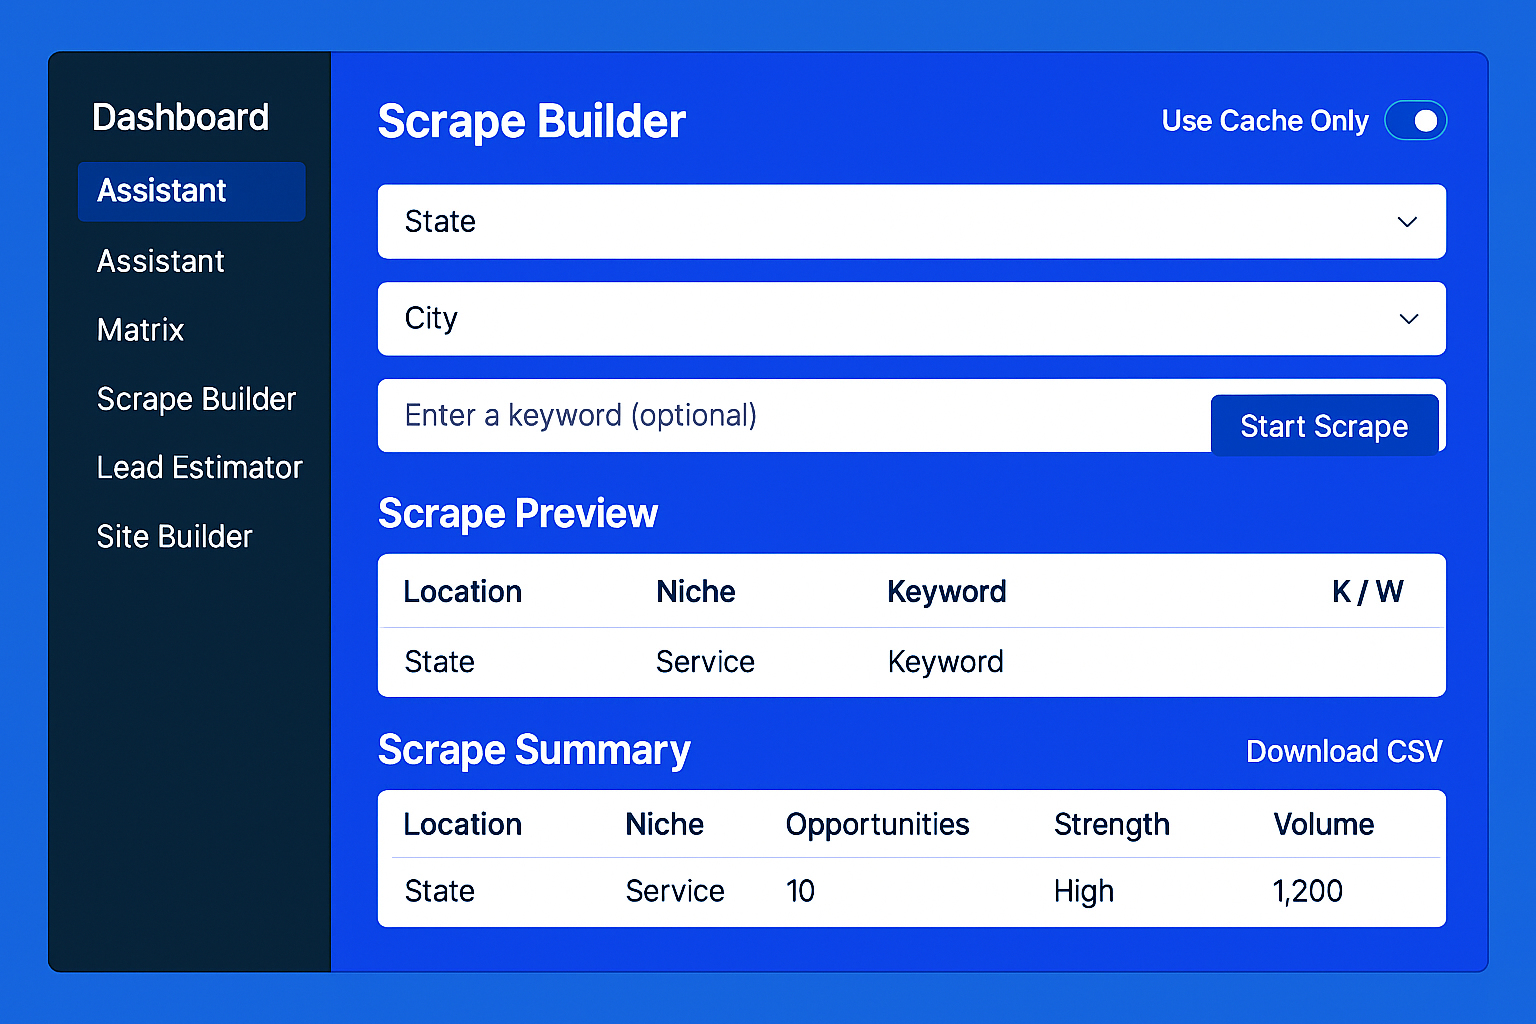 Dashboard
Assistant
Assistant
Matrix
Scrape Builder
Lead Estimator
Site Builder
Scrape Builder
Use Cache Only
State
City
Enter a keyword (optional)
Start Scrape
Scrape Preview
Location Niche Keyword K / W
State Service Keyword
Scrape Summary
Download CSV
Location Niche Opportunities Strength Volume
State Service 10 High 1,200